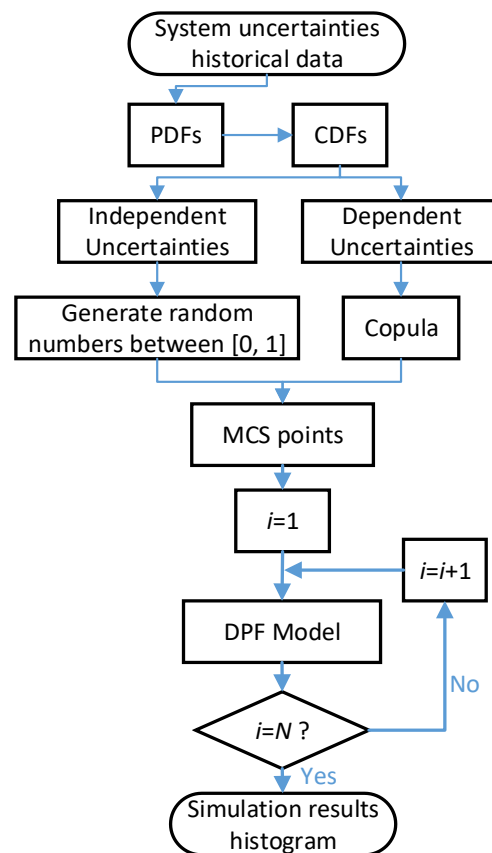 System uncertainties
historical data
PDFs
CDFs
Independent
Uncertainties
Dependent
Uncertainties
Generate random
numbers between [0, 1]
Copula
MCS points
i=1
i=i+1
DPF Model
No
i=N ?
Yes
Simulation results
histogram